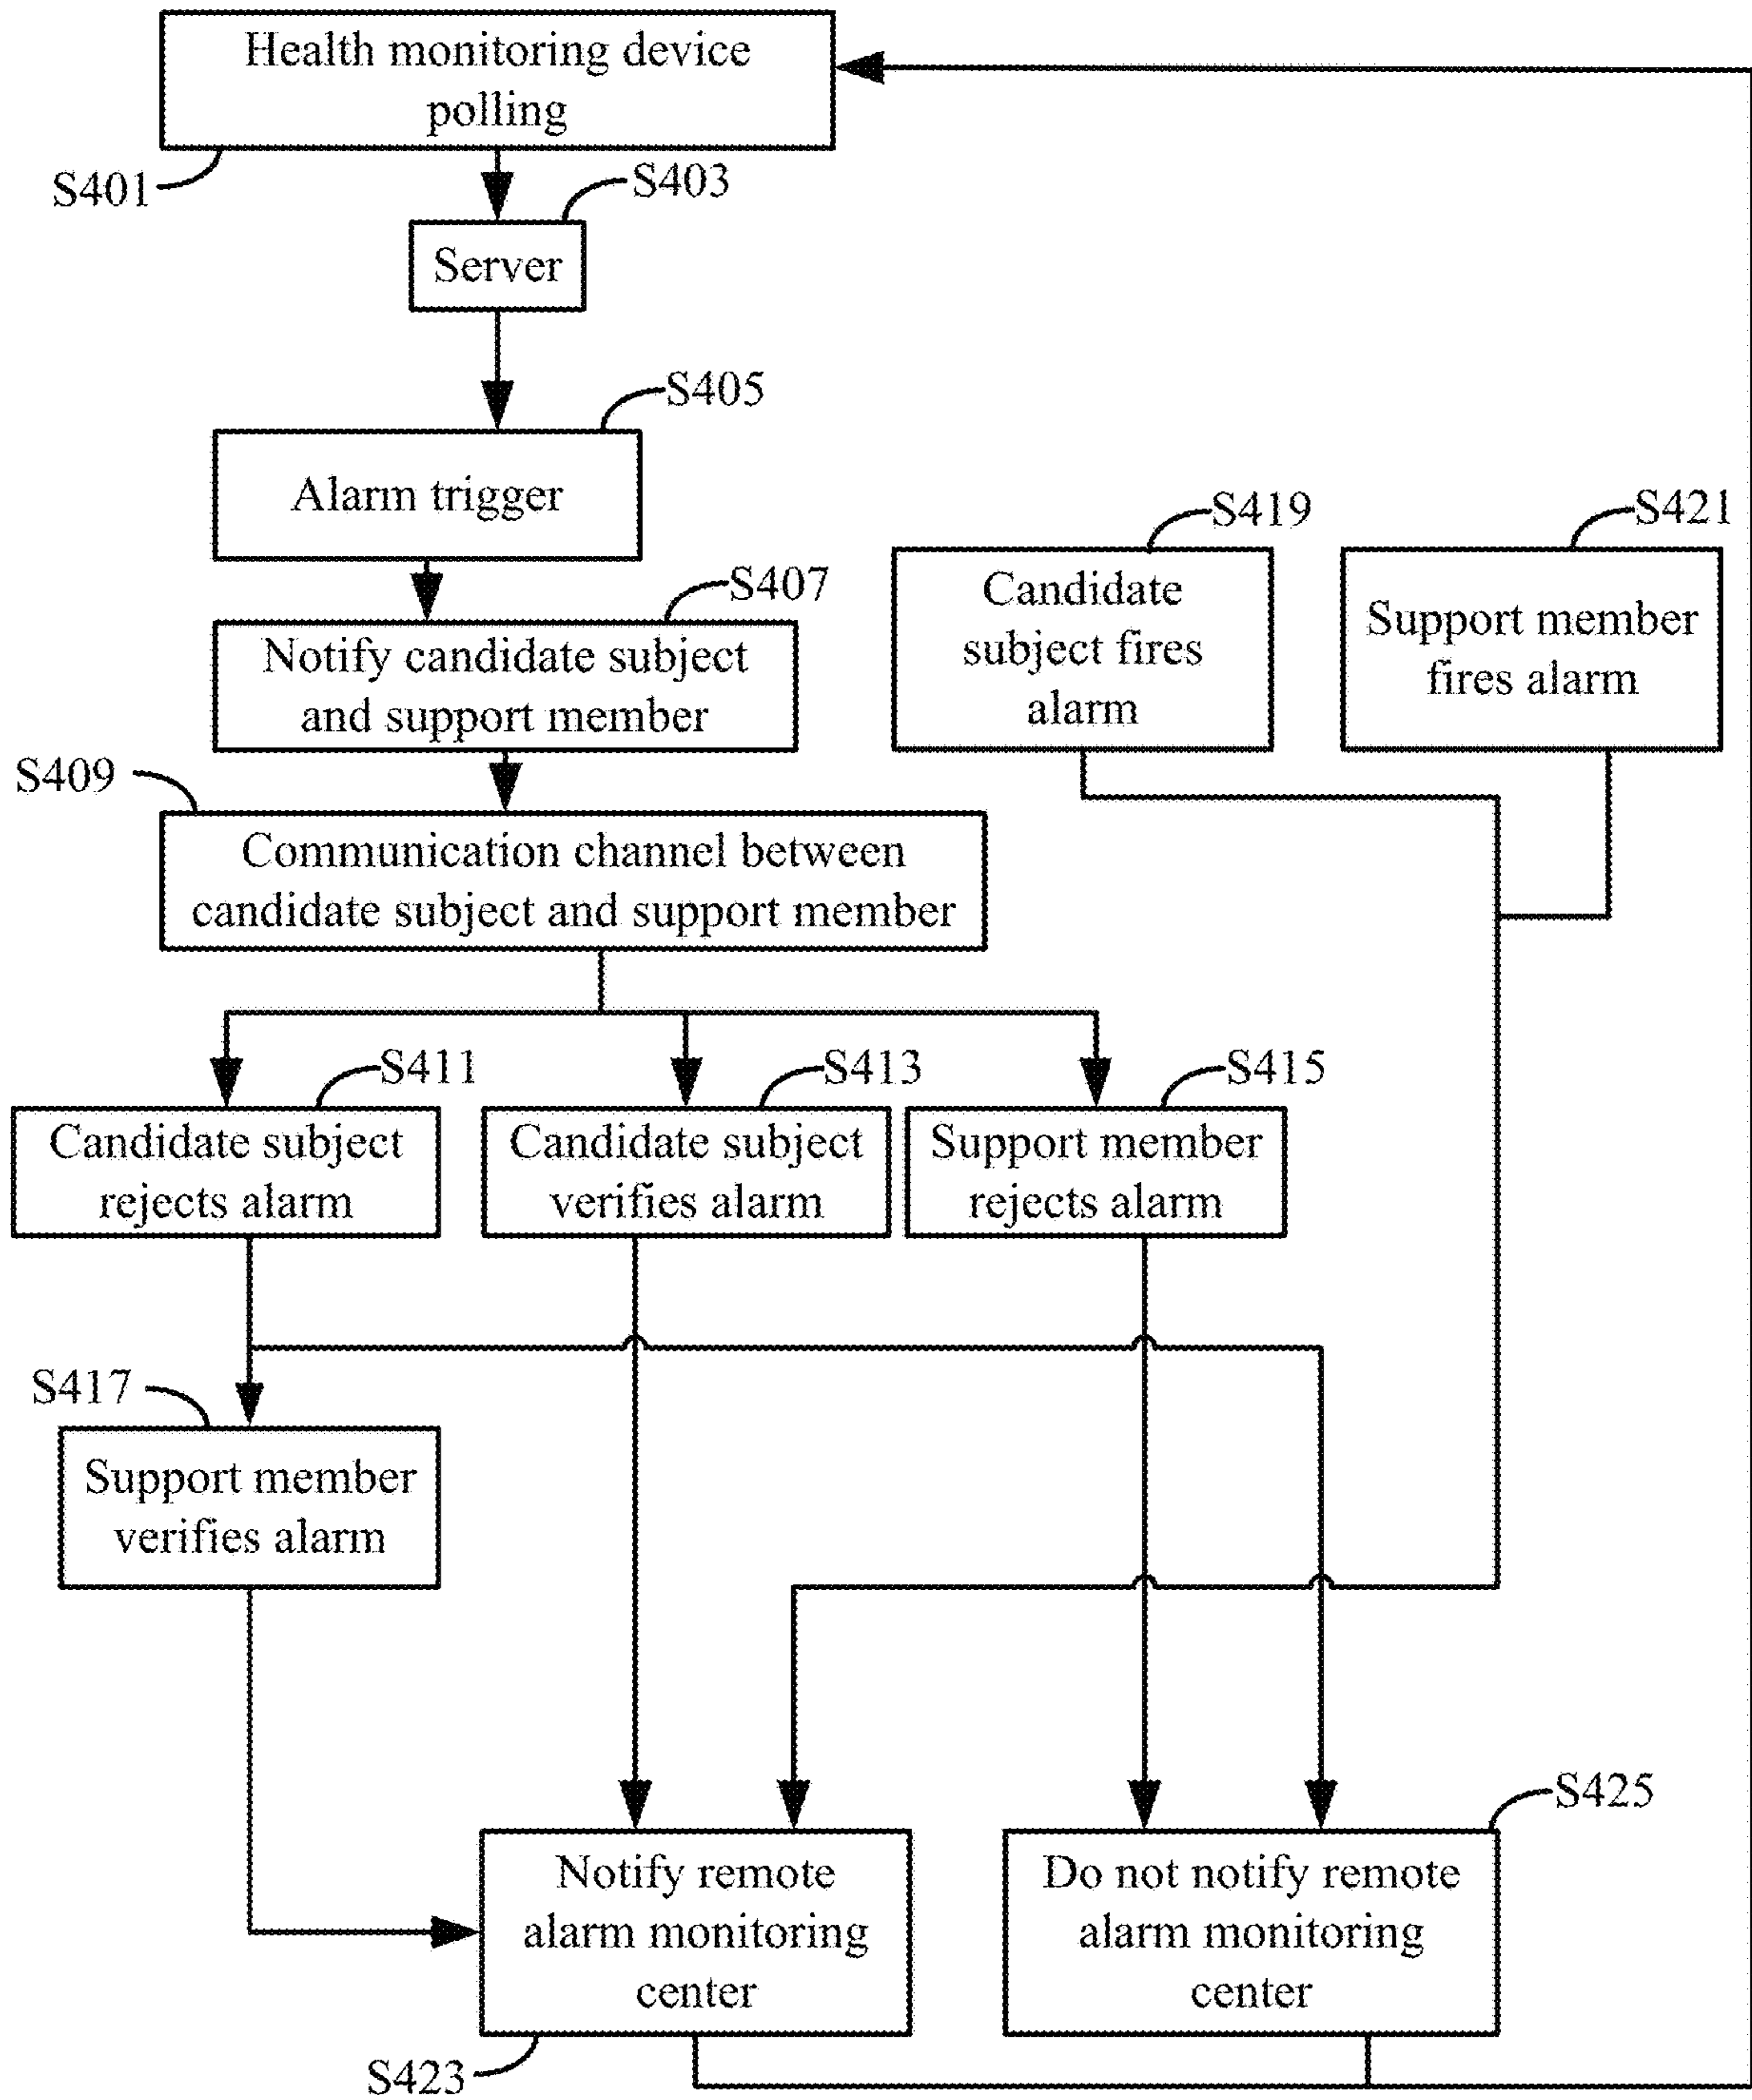 Health monitoring device
polling
S401
S403
Server
S405
Alarm trigger
S407
Notify candidate subject
and support member
S419
Candidate
subject fires
alarm
S421
Support member
fires alarm
S409
Communication channel between
candidate subject and support member
S411
Candidate subject
rejects alarm
S413
Candidate subject
verifies alarm
S415
Support member
rejects alarm
S417
Support member
verifies alarm
Notify remote
alarm monitoring
center
S423
S425
Do not notify remote
alarm monitoring
center